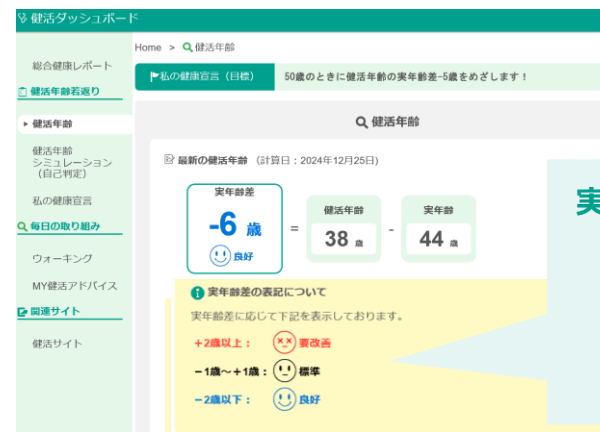 健活ダッシュボード
Home > 健活年齢
総合健康レポート
私の健康宣言（目標） 50歳のときに健活年齢の実年齢差-5歳をめざします！
健活年齢若返り
健活年齢
健活年齢
シミュレーション
（自己判定）
私の健康宣言
毎日の取り組み
ウォーキング
MY健活アドバイス
関連サイト
健活サイト
健活年齢
最新の健活年齢 （計算日：2024年12月25日)
実年齢差
-6 歳
良好
=
健活年齢
38 歳
-
実年齢
44 歳
実
実年齢差の表記について
実年齢差に応じて下記を表示しております。
+2歳以上： 要改善
−1歳〜+1歳： 標準
−2歳以下： 良好